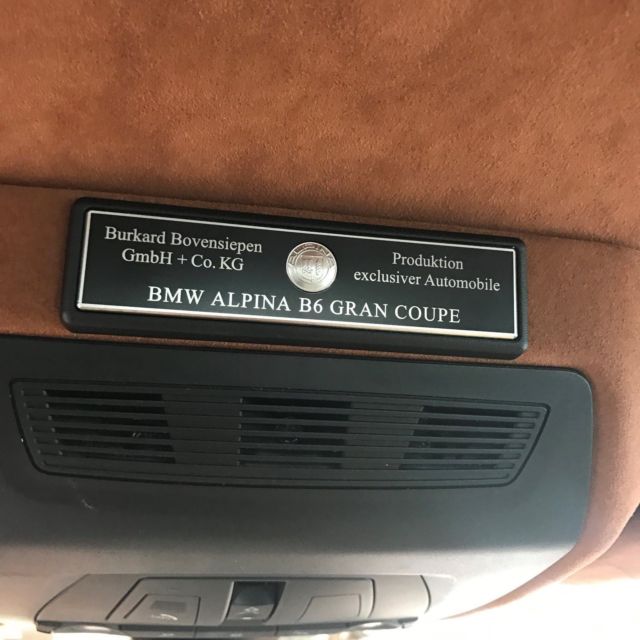 Burkard Bovensiepen
GmbH + Co. KG
Produktion
exclusiver Automobile
BMW ALPINA B6 GRAN COUPE